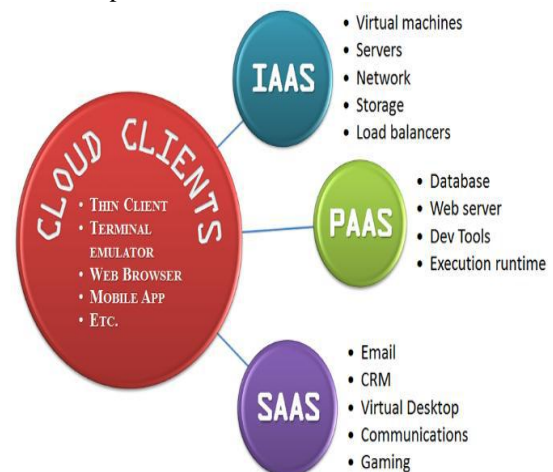 CLOUD CLIENTS
• THIN CLIENT
• TERMINAL
EMULATOR
• WEB BROWSER
• MOBILE APP
• ETC.
IAAS
• Virtual machines
• Servers
• Network
• Storage
• Load balancers
PAAS
• Database
• Web server
• Dev Tools
• Execution runtime
SAAS
• Email
• CRM
• Virtual Desktop
• Communications
• Gaming